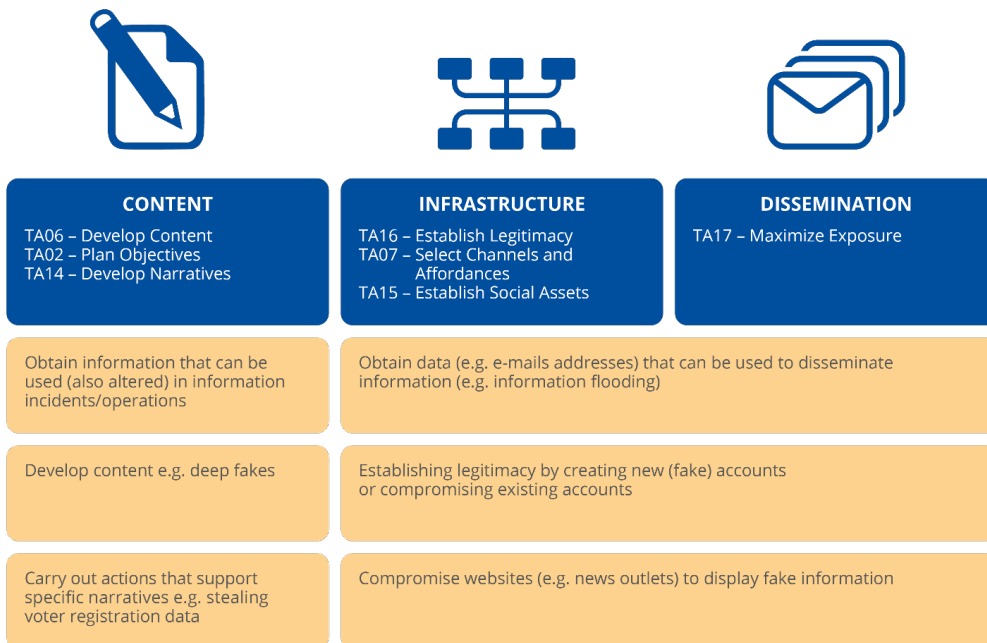 CONTENT
TA06 – Develop Content
TA02 – Plan Objectives
TA14 – Develop Narratives
INFRASTRUCTURE
TA16 – Establish Legitimacy
TA07 – Select Channels and
Affordances
TA15 – Establish Social Assets
DISSEMINATION
TA17 – Maximize Exposure
Obtain information that can be
used (also altered) in information
incidents/operations
Obtain data (e.g. e-mails addresses) that can be used to disseminate
information (e.g. information flooding)
Develop content e.g. deep fakes
Establishing legitimacy by creating new (fake) accounts
or compromising existing accounts
Carry out actions that support
specific narratives e.g. stealing
voter registration data
Compromise websites (e.g. news outlets) to display fake information